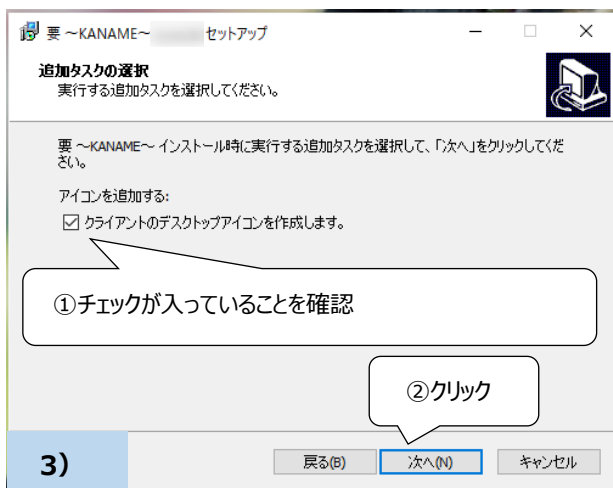 要 ～KANAME～ セットアップ
追加タスクの選択
実行する追加タスクを選択してください。
要 ～KANAME～ インストール時に実行する追加タスクを選択して、「次へ」をクリックしてくだ
さい。
アイコンを追加する:
クライアントのデスクトップアイコンを作成します。
①チェックが入っていることを確認
②クリック
3）
戻る(B) 次へ(N) キャンセル